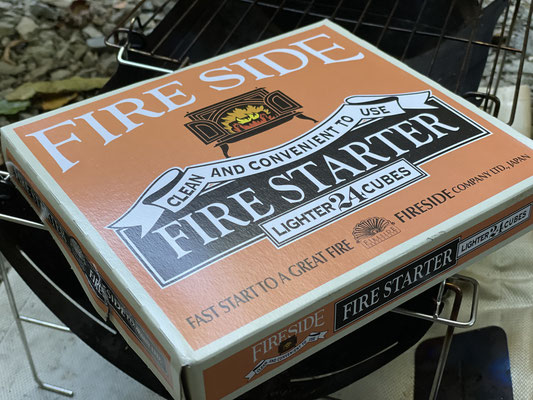 FIRE SIDE
CLEAN AND CONVENIENT TO USE
FIRE STARTER
LIGHTER 24 CUBES
FAST START TO A GREAT FIRE
FIRESIDE COMPANY LTD., JAPAN
FIRESIDE
FIRE STARTER
LIGHTER 24 CUBES
FIRE STARTER